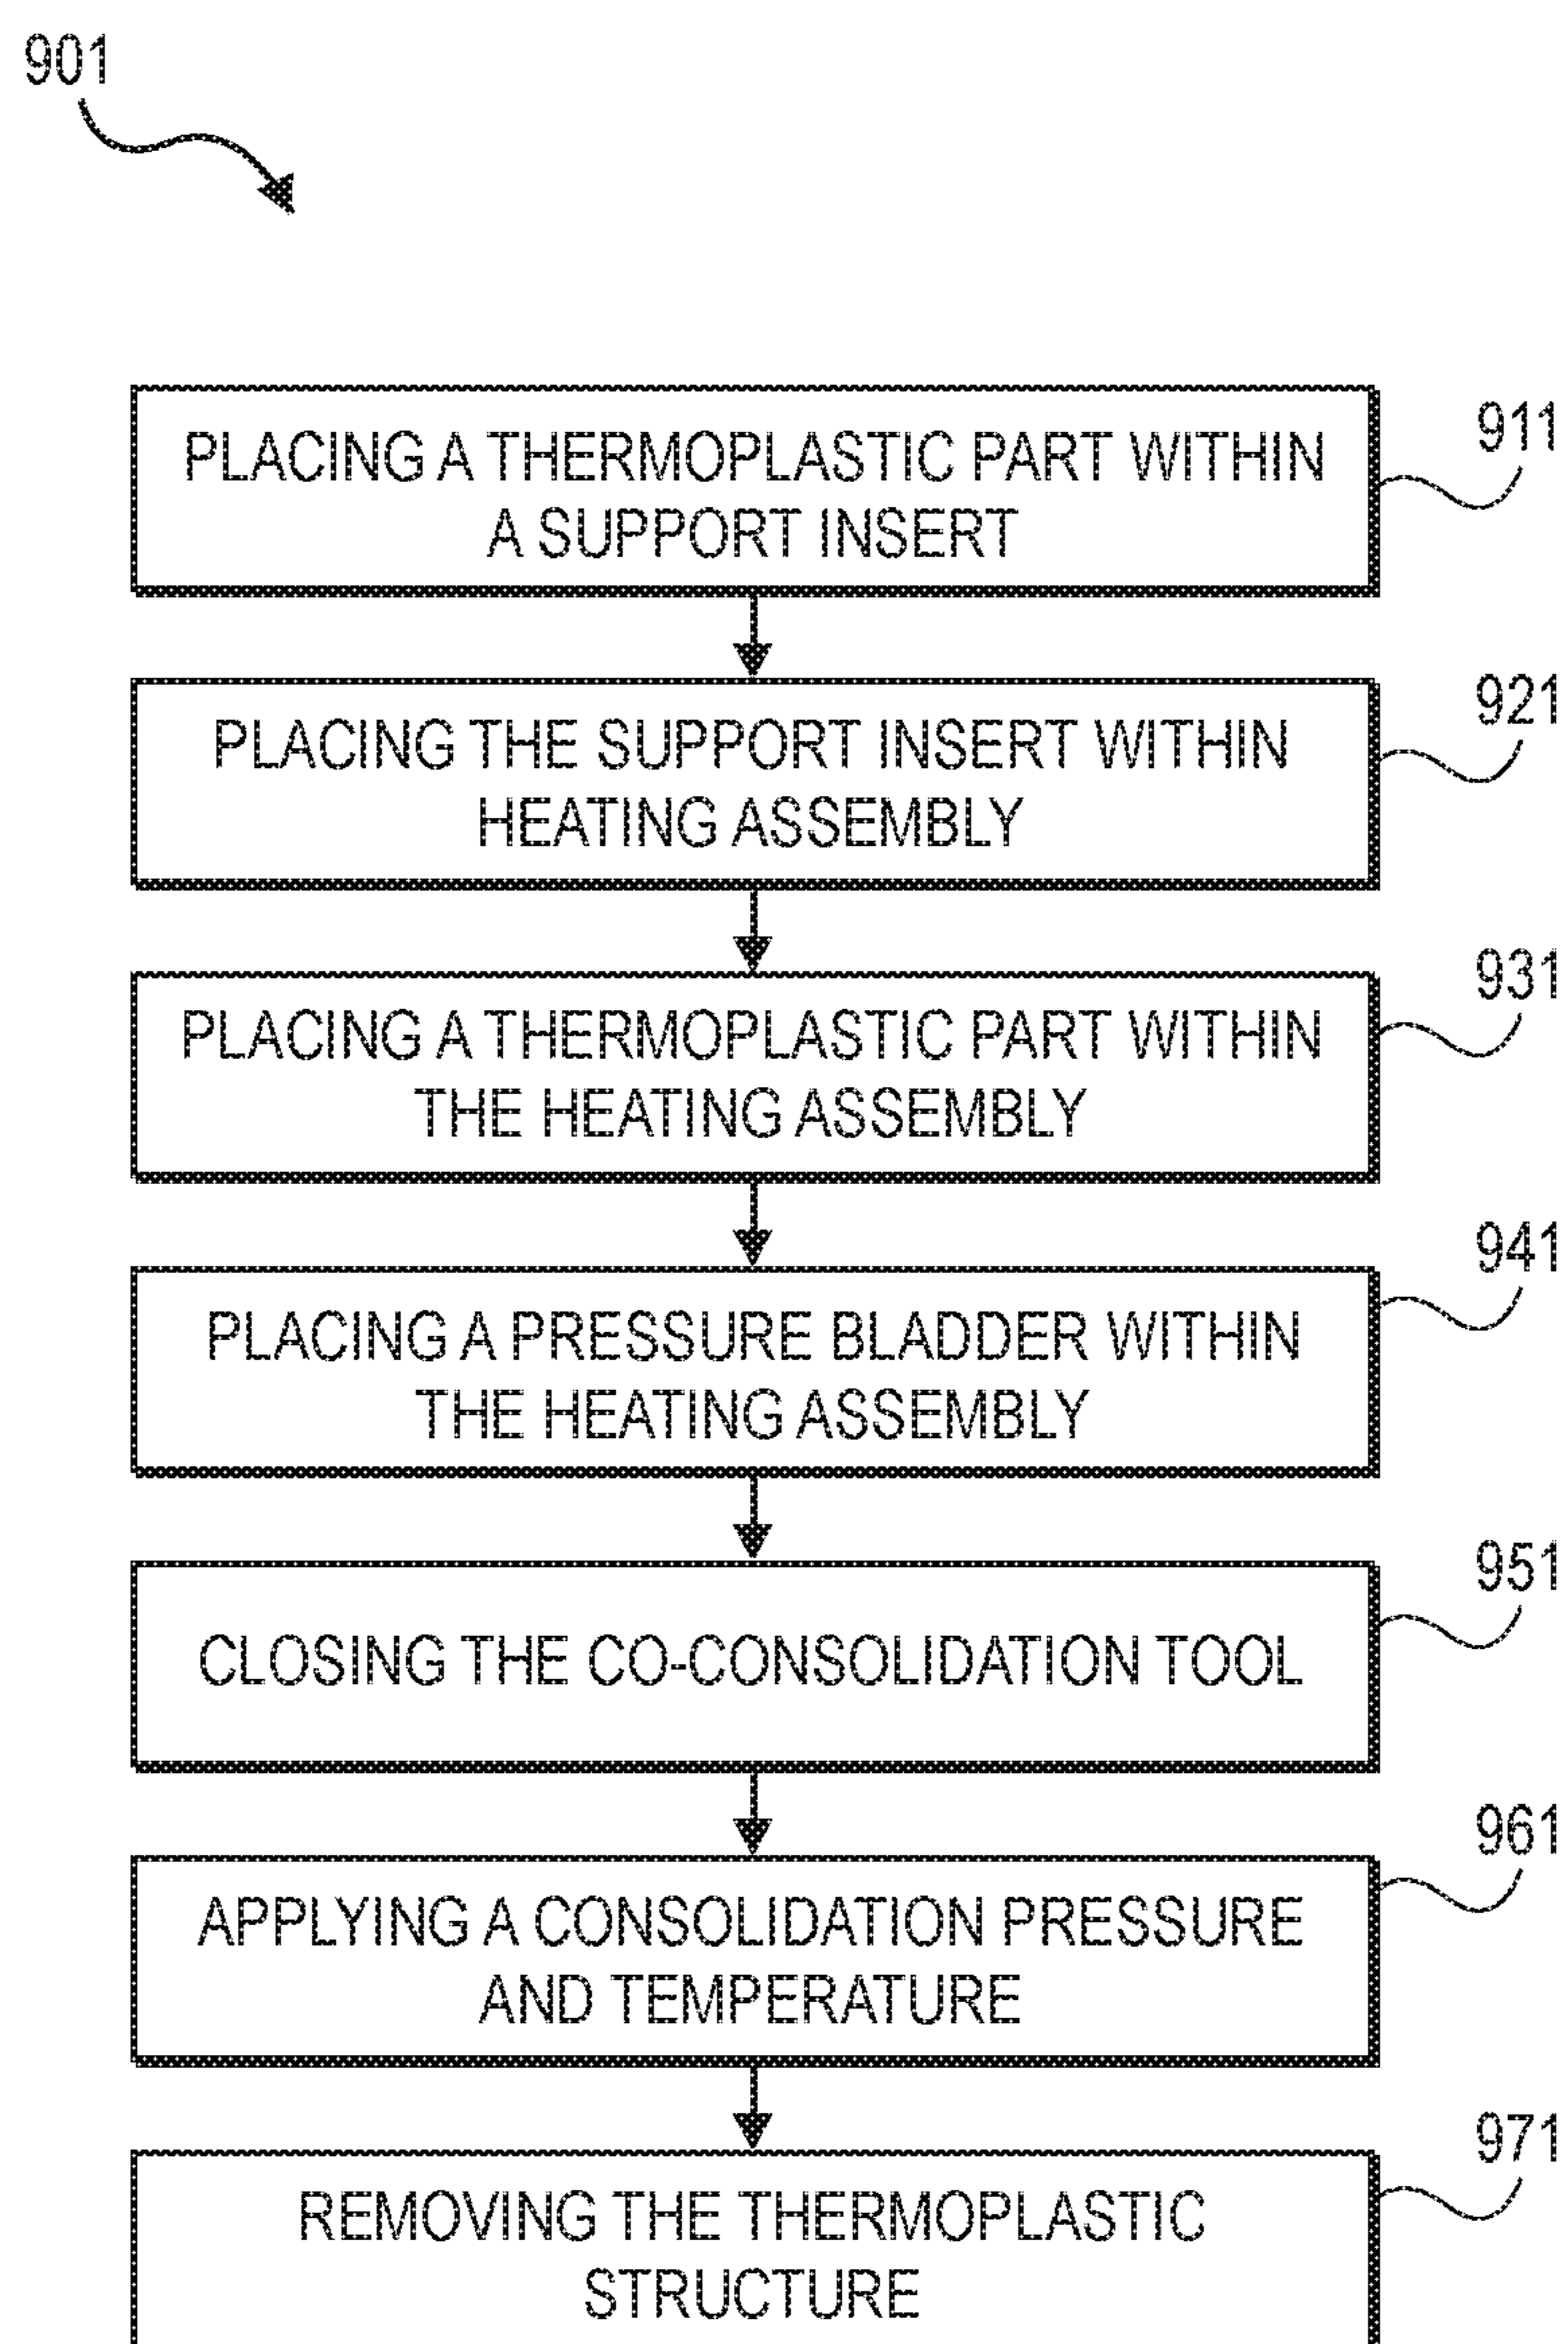 901
PLACING A THERMOPLASTIC PART WITHIN
A SUPPORT INSERT
911
PLACING THE SUPPORT INSERT WITHIN
HEATING ASSEMBLY
921
PLACING A THERMOPLASTIC PART WITHIN
THE HEATING ASSEMBLY
931
PLACING A PRESSURE BLADDER WITHIN
THE HEATING ASSEMBLY
941
CLOSING THE CO-CONSOLIDATION TOOL
951
APPLYING A CONSOLIDATION PRESSURE
AND TEMPERATURE
961
REMOVING THE THERMOPLASTIC
STRUCTURE
971